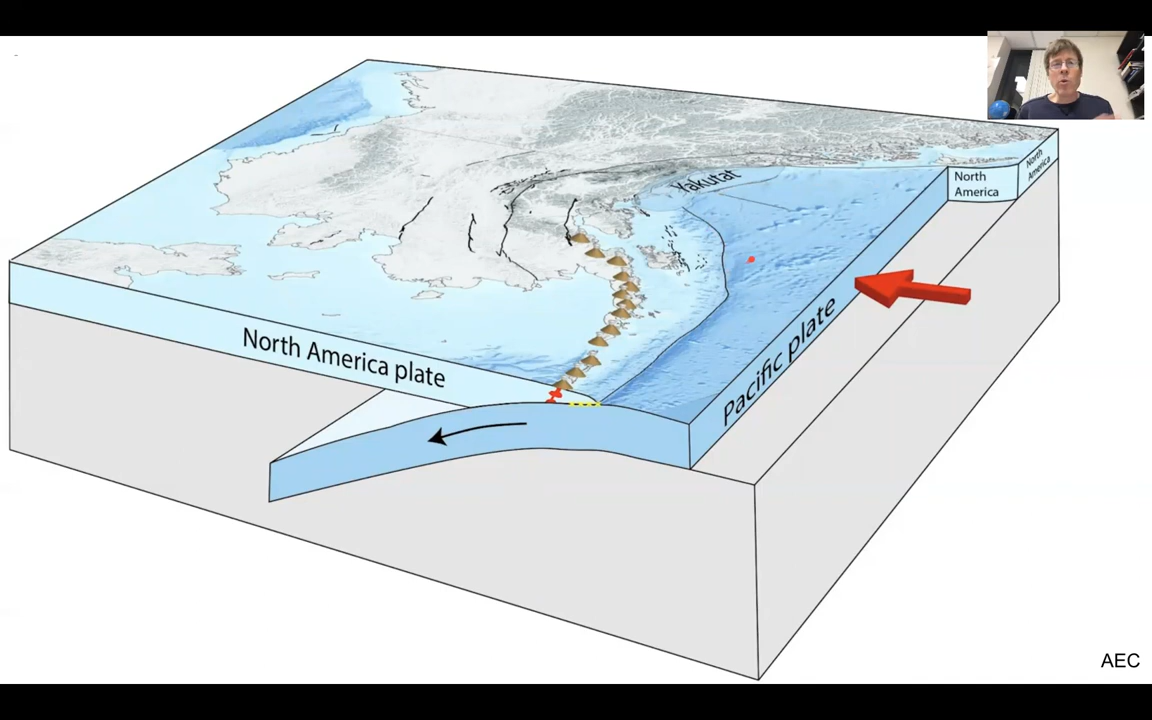 North
America
North
America
Yakutat
North America plate
Pacific plate
AEC